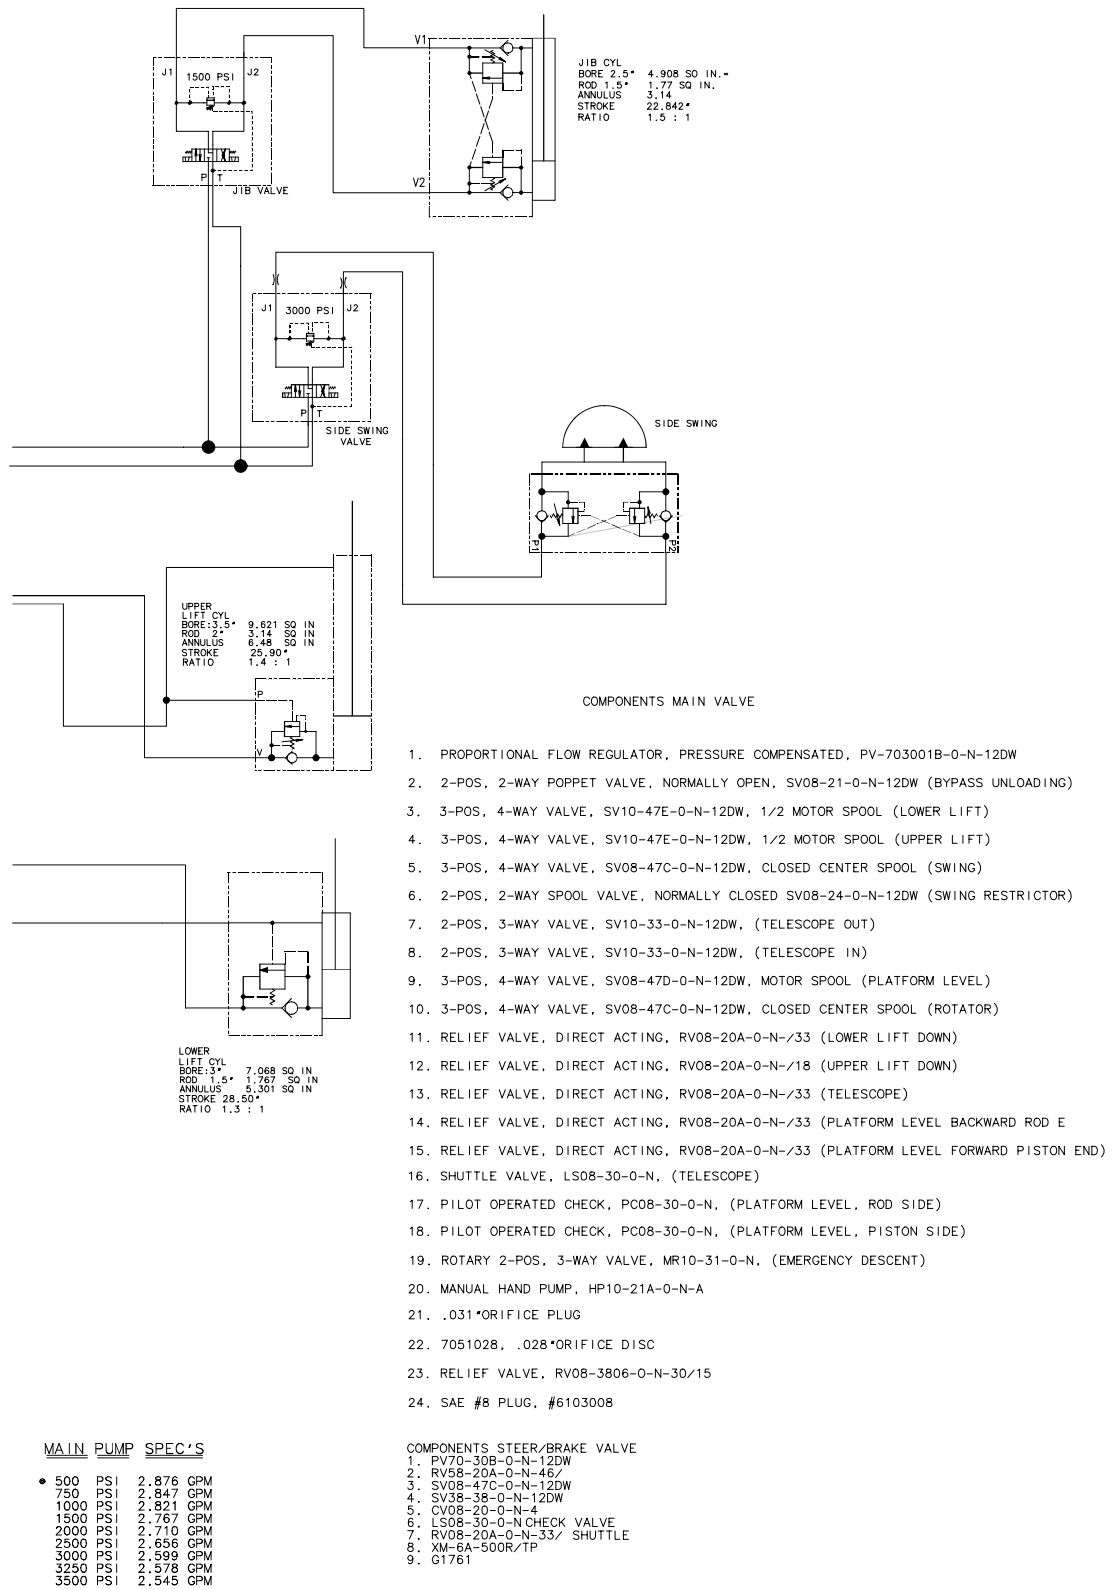 V1
JIB CYL
BORE 2.5" 4.908 SQ IN.-
ROD 1.5" 1.77 SQ IN.
ANNULUS 3.14
STROKE 22.842"
RATIO 1.5 : 1
J1 1500 PSI J2
P T
JIB VALVE
V2
J1 3000 PSI J2
P T
SIDE SWING
VALVE
SIDE SWING
P1 P2
UPPER
LIFT CYL
BORE:3.5" 9.621 SQ IN
ROD 2" 3.14 SQ IN
ANNULUS 6.48 SQ IN
STROKE 25.90"
RATIO 1.4 : 1
P
V
COMPONENTS MAIN VALVE
1. PROPORTIONAL FLOW REGULATOR, PRESSURE COMPENSATED, PV-703001B-0-N-12DW
2. 2-POS, 2-WAY POPPET VALVE, NORMALLY OPEN, SV08-21-0-N-12DW (BYPASS UNLOADING)
3. 3-POS, 4-WAY VALVE, SV10-47E-0-N-12DW, 1/2 MOTOR SPOOL (LOWER LIFT)
4. 3-POS, 4-WAY VALVE, SV10-47E-0-N-12DW, 1/2 MOTOR SPOOL (UPPER LIFT)
5. 3-POS, 4-WAY VALVE, SV08-47C-0-N-12DW, CLOSED CENTER SPOOL (SWING)
6. 2-POS, 2-WAY SPOOL VALVE, NORMALLY CLOSED SV08-24-0-N-12DW (SWING RESTRICTOR)
7. 2-POS, 3-WAY VALVE, SV10-33-0-N-12DW, (TELESCOPE OUT)
8. 2-POS, 3-WAY VALVE, SV10-33-0-N-12DW, (TELESCOPE IN)
9. 3-POS, 4-WAY VALVE, SV08-47D-0-N-12DW, MOTOR SPOOL (PLATFORM LEVEL)
10. 3-POS, 4-WAY VALVE, SV08-47C-0-N-12DW, CLOSED CENTER SPOOL (ROTATOR)
11. RELIEF VALVE, DIRECT ACTING, RV08-20A-0-N-/33 (LOWER LIFT DOWN)
12. RELIEF VALVE, DIRECT ACTING, RV08-20A-0-N-/18 (UPPER LIFT DOWN)
13. RELIEF VALVE, DIRECT ACTING, RV08-20A-0-N-/33 (TELESCOPE)
14. RELIEF VALVE, DIRECT ACTING, RV08-20A-0-N-/33 (PLATFORM LEVEL BACKWARD ROD E
15. RELIEF VALVE, DIRECT ACTING, RV08-20A-0-N-/33 (PLATFORM LEVEL FORWARD PISTON END)
16. SHUTTLE VALVE, LS08-30-0-N, (TELESCOPE)
17. PILOT OPERATED CHECK, PC08-30-0-N, (PLATFORM LEVEL, ROD SIDE)
18. PILOT OPERATED CHECK, PC08-30-0-N, (PLATFORM LEVEL, PISTON SIDE)
19. ROTARY 2-POS, 3-WAY VALVE, MR10-31-0-N, (EMERGENCY DESCENT)
20. MANUAL HAND PUMP, HP10-21A-0-N-A
21. .031"ORIFICE PLUG
22. 7051028, .028"ORIFICE DISC
23. RELIEF VALVE, RV08-3806-0-N-30/15
24. SAE #8 PLUG, #6103008
LOWER
LIFT CYL
BORE:3" 7.068 SQ IN
ROD 1.5" 1.767 SQ IN
ANNULUS 5.301 SQ IN
STROKE 28.50"
RATIO 1.3 : 1
MAIN PUMP SPEC'S
500 PSI 2.876 GPM
750 PSI 2.847 GPM
1000 PSI 2.821 GPM
1500 PSI 2.767 GPM
2000 PSI 2.710 GPM
2500 PSI 2.656 GPM
3000 PSI 2.599 GPM
3250 PSI 2.578 GPM
3500 PSI 2.545 GPM
COMPONENTS STEER/BRAKE VALVE
1. PV70-30B-0-N-12DW
2. RV58-20A-0-N-46/
3. SV08-47C-0-N-12DW
4. SV38-38-0-N-12DW
5. CV08-20-0-N-4
6. LS08-30-0-N CHECK VALVE
7. RV08-20A-0-N-33/ SHUTTLE
8. XM-6A-500R/TP
9. G1761